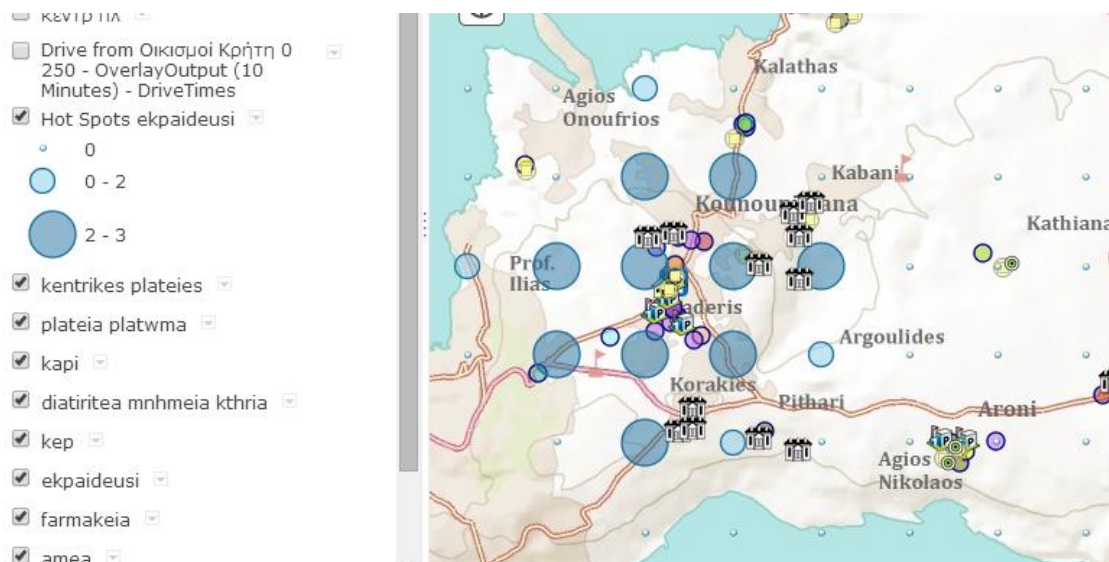 Drive from Οικισμοί Κρήτη 0
250 - OverlayOutput (10
Minutes) - DriveTimes
Hot Spots ekpaideusi
0
0 - 2
2 - 3
kentrikes plateies
plateia platwma
kapi
diatiritea mnhmeia kthria
kep
ekpaideusi
farmakeia
amea
Kalathas
Agios
Onoufrios
Kabani
Kathiana
Prof.
Ilias
Argoulides
Korakies
Pithari
Aroni
Agios
Nikolaos